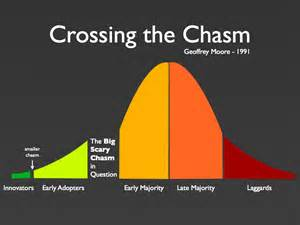 Crossing the Chasm
Geoffrey Moore - 1991
smaller
chasm
The Big
Scary
Chasm
in
Question
Innovators
Early Adopters
Early Majority
Late Majority
Laggards